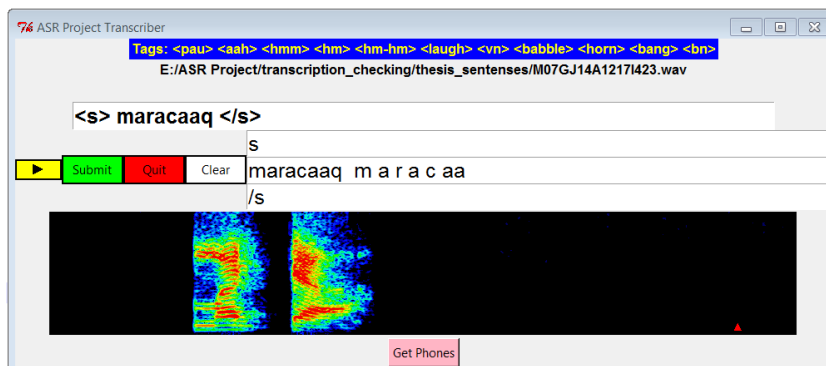 ASR Project Transcriber
Tags: <pau> <aah> <hmm> <hm> <hm-hm> <laugh> <vn> <babble> <horn> <bang> <bn>
E:/ASR Project/transcription_checking/thesis_sentenses/M07GJ14A1217I423.wav
<s> maracaaq </s>
s
Submit Quit Clear maracaaq m a r a c aa
/s
Get Phones